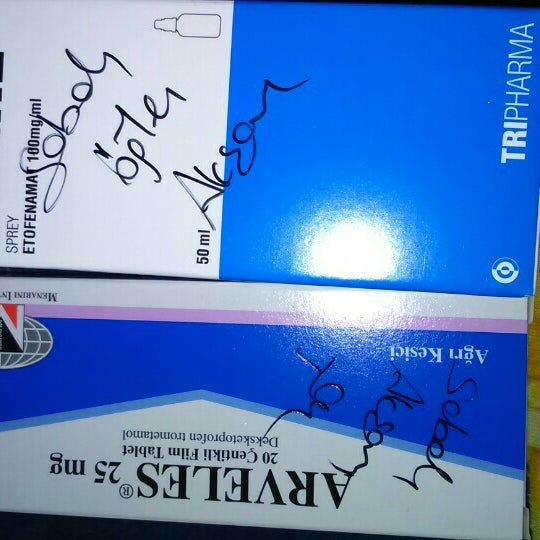 SPREY
ETOFENAMAT 100mg/ml
50 ml
Sabah
öğle
Akşam
TRIPHARMA
MENARINI
Ağrı Kesici
Sabah
Akşam
ARVELES® 25 mg
20 Çentikli Film Tablet
Deksketoprofen trometamol